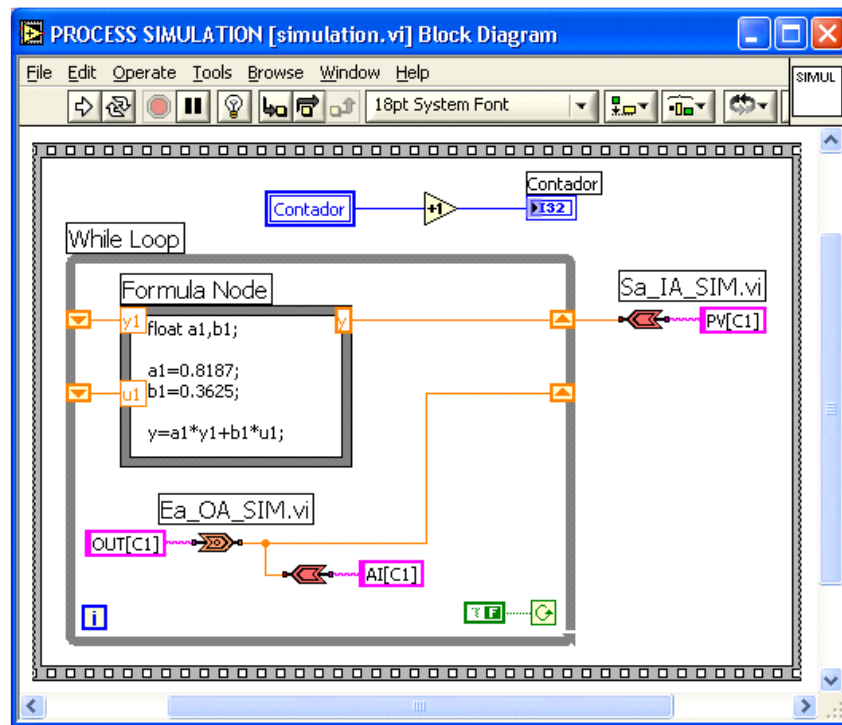 PROCESS SIMULATION [simulation.vi] Block Diagram
File Edit Operate Tools Browse Window Help
SIMUL
18pt System Font
Contador
Contador
+1
I32
While Loop
Formula Node
Sa_IA_SIM.vi
y1
float a1,b1;
y
PV[C1]
a1=0.8187;
u1
b1=0.3625;
y=a1*y1+b1*u1;
Ea_OA_SIM.vi
OUT[C1]
AI[C1]
i
F